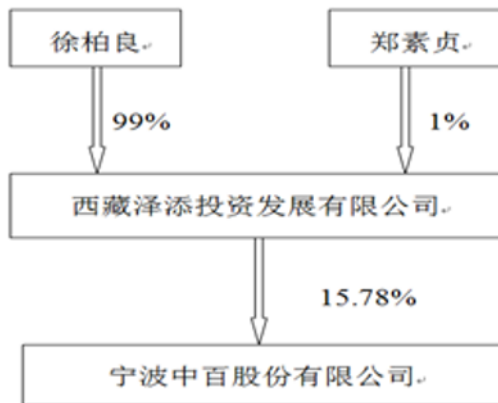 徐柏良
郑素贞
99%
1%
西藏泽添投资发展有限公司
15.78%
宁波中百股份有限公司